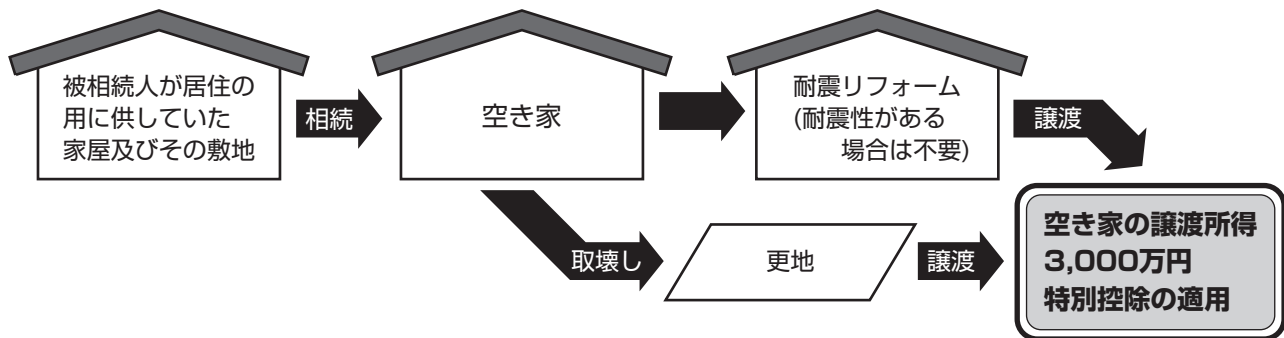 被相続人が居住の
用に供していた
家屋及びその敷地
相続
空き家
耐震リフォーム
(耐震性がある
場合は不要)
譲渡
取壊し
更地
譲渡
空き家の譲渡所得
3,000万円
特別控除の適用